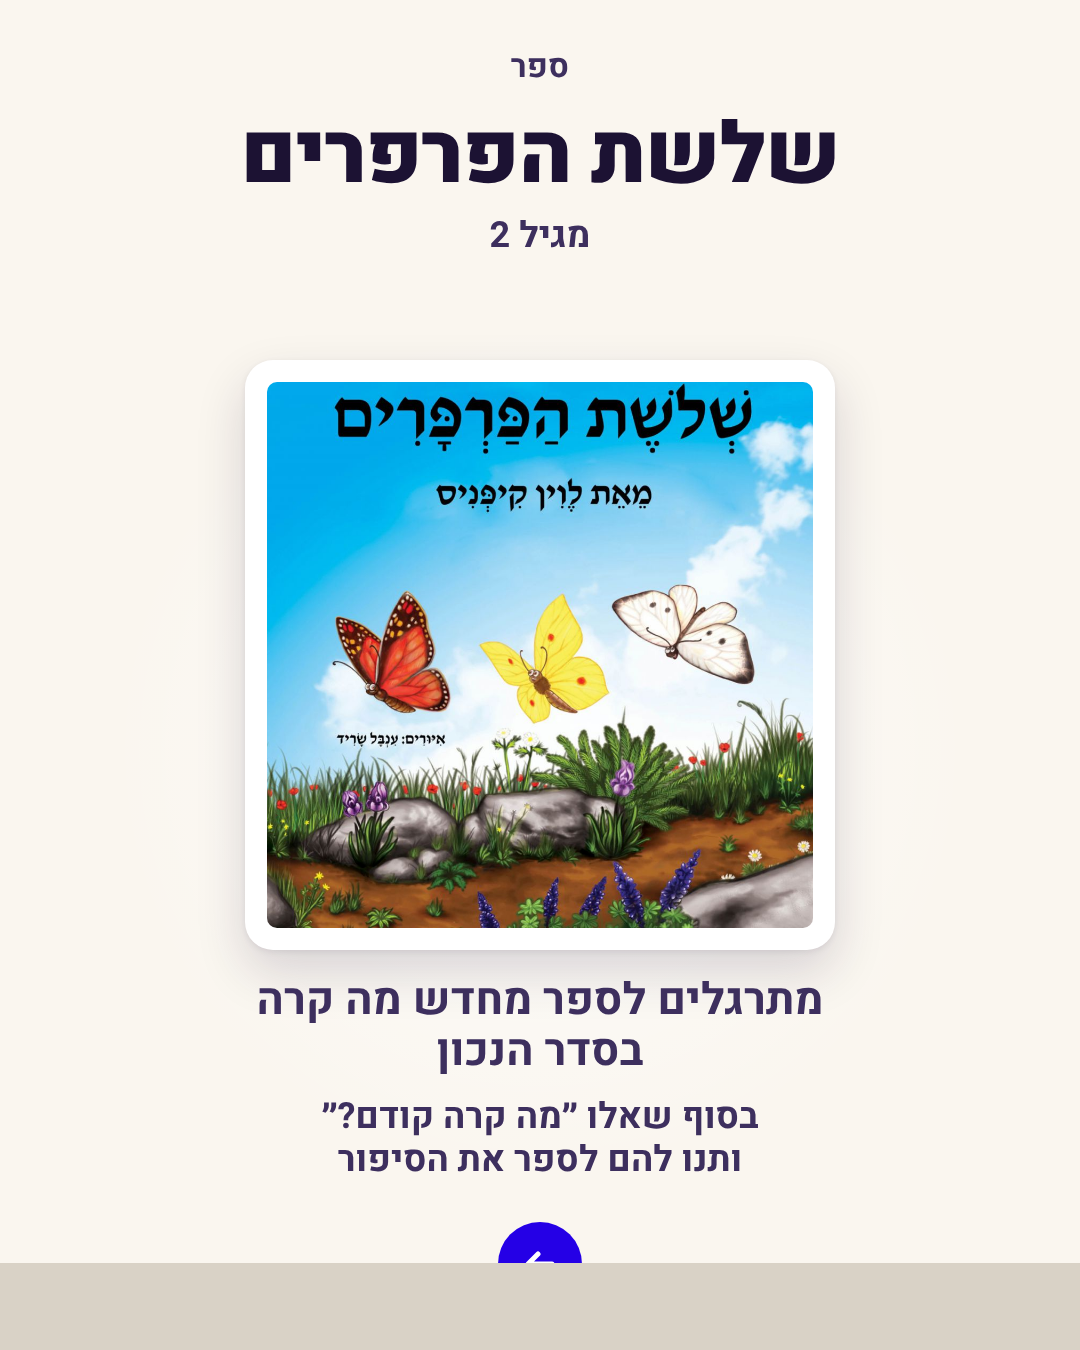 ספר
שלשת הפרפרים
מגיל 2
שְׁלֹשֶׁת הַפַּרְפָּרִים
מֵאֵת לֶוִין קִיפְּנִיס
אִיּוּרִים: עִנְבָּל שָׂרִיד
מתרגלים לספר מחדש מה קרה
בסדר הנכון
בסוף שאלו ״מה קרה קודם?״
ותנו להם לספר את הסיפור